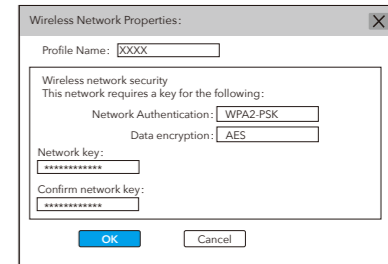 Wireless Network Properties:
Profile Name: XXXX
Wireless network security
This network requires a key for the following:
Network Authentication: WPA2-PSK
Data encryption: AES
Network key:
************
Confirm network key:
************
OK Cancel